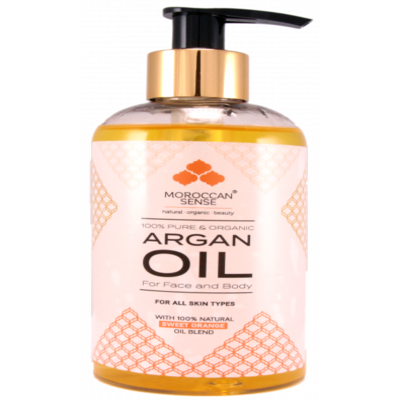 MOROCCAN®
SENSE
natural · organic · beauty
100% PURE & ORGANIC
ARGAN
OIL
For Face and Body
FOR ALL SKIN TYPES
WITH 100% NATURAL
SWEET ORANGE
OIL BLEND